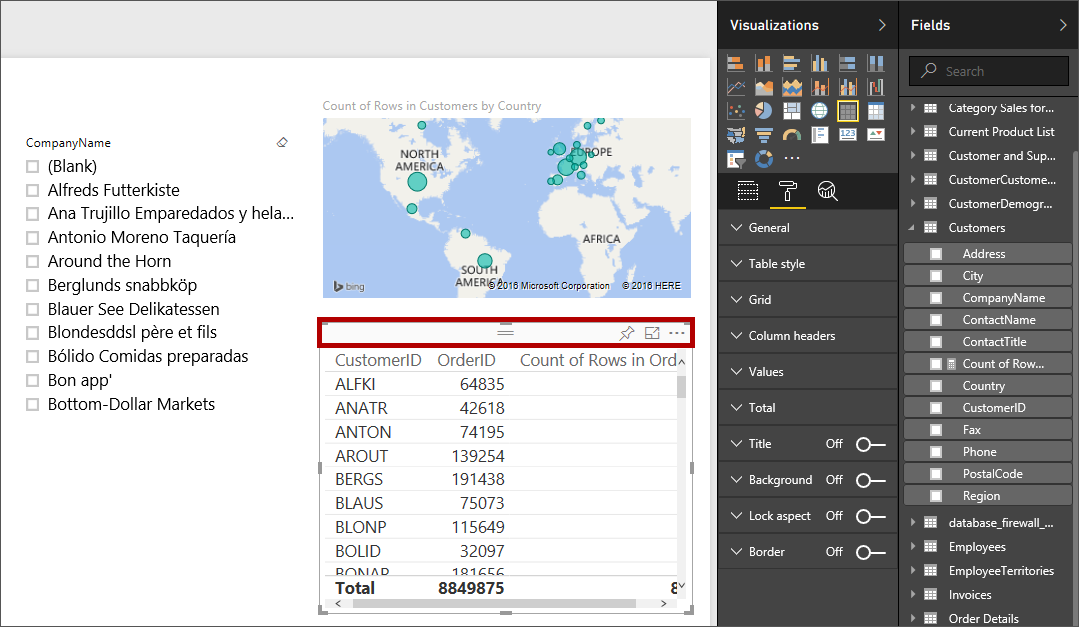 Count of Rows in Customers by Country
CompanyName
(Blank)
Alfreds Futterkiste
Ana Trujillo Emparedados y hela...
Antonio Moreno Taquería
Around the Horn
Berglunds snabbköp
Blauer See Delikatessen
Blondesddsl père et fils
Bólido Comidas preparadas
Bon app'
Bottom-Dollar Markets
NORTH
AMERICA
EUROPE
AFRICA
SOUTH
AMERICA
bing
© 2016 Microsoft Corporation © 2016 HERE
CustomerID OrderID Count of Rows in Ord
ALFKI 64835
ANATR 42618
ANTON 74195
AROUT 139254
BERGS 191438
BLAUS 75073
BLONP 115649
BOLID 32097
BONAP 181656
Total 8849875 8
Visualizations
123
General
Table style
Grid
Column headers
Values
Total
Title Off
Background Off
Lock aspect Off
Border Off
Fields
Search
Category Sales for...
Current Product List
Customer and Sup...
CustomerCustome...
CustomerDemogr...
Customers
Address
City
CompanyName
ContactName
ContactTitle
Count of Row...
Country
CustomerID
Fax
Phone
PostalCode
Region
database_firewall_...
Employees
EmployeeTerritories
Invoices
Order Details